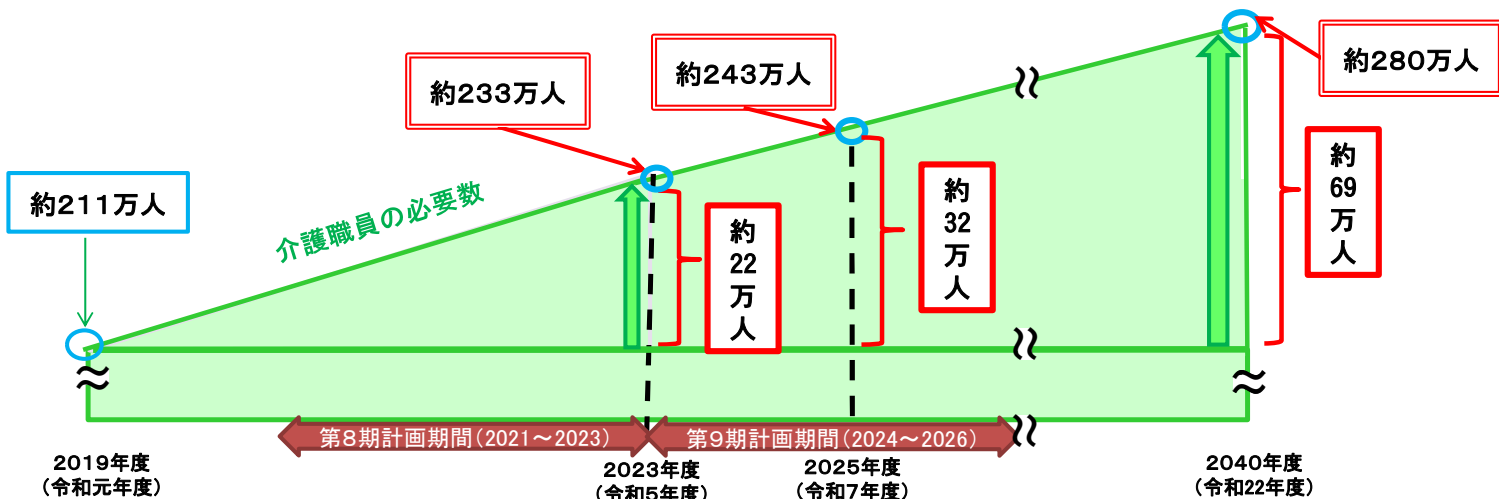 約280万人
約243万人
約233万人
約211万人
介護職員の必要数
約
22
万
人
約
32
万
人
約
69
万
人
第8期計画期間(2021～2023)
第9期計画期間(2024～2026)
2019年度
(令和元年度)
2023年度
(令和5年度)
2025年度
(令和7年度)
2040年度
(令和22年度)